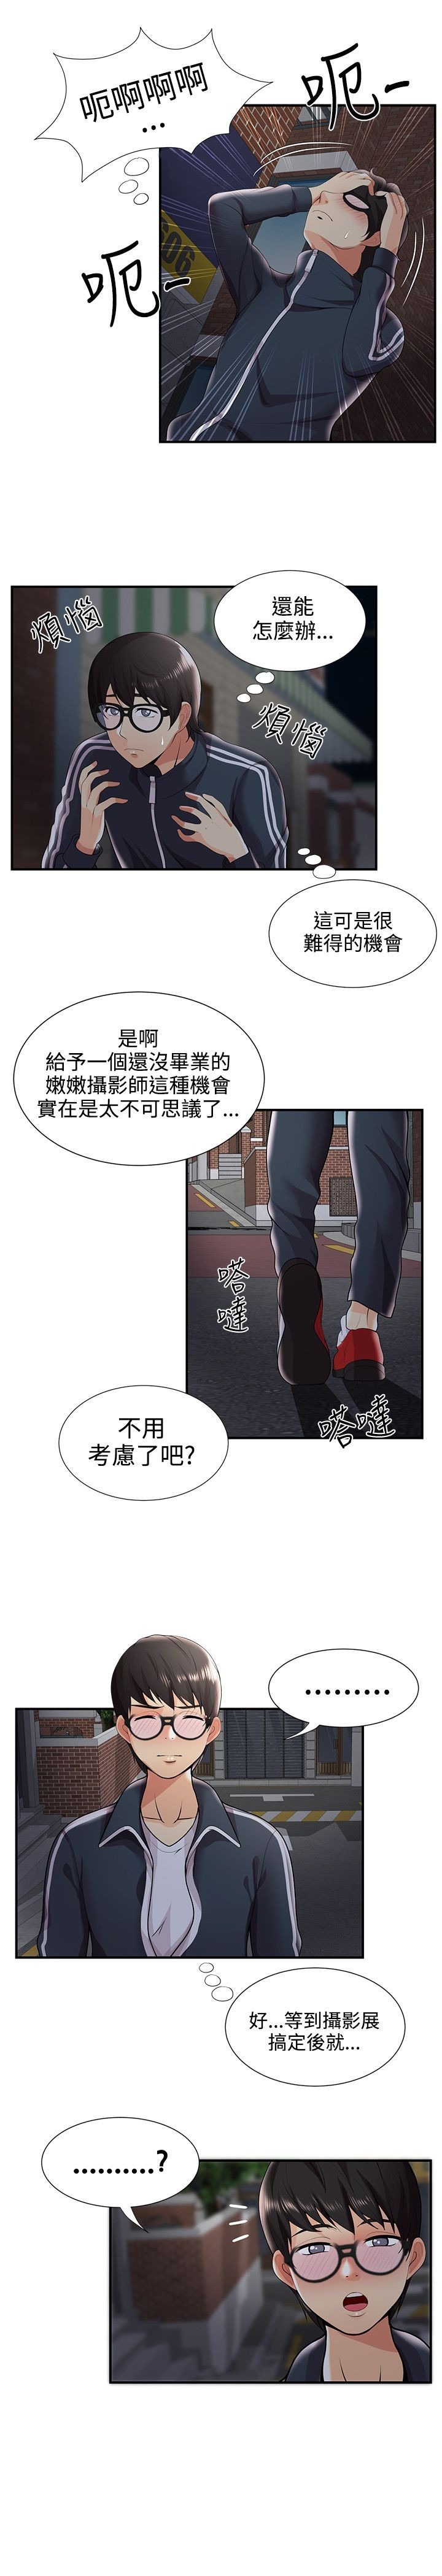 呃啊啊啊
...
呃-
呃-
606
還能
怎麼辦...
煩惱
煩惱
這可是很
難得的機會
是啊
給予一個還沒畢業的
嫩嫩攝影師這種機會
實在是太不可思議了...
嗒
噠
嗒噠
不用
考慮了吧?
.........
好...等到攝影展
搞定後就...
..........?